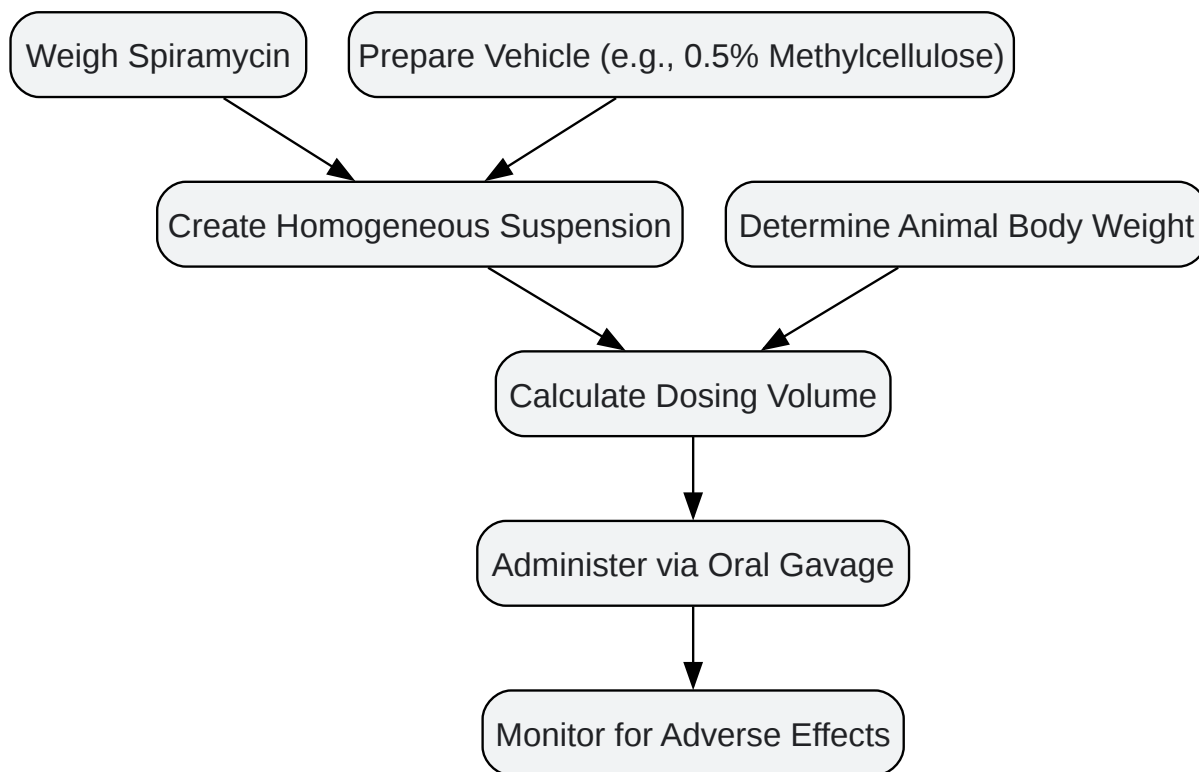 Weigh Spiramycin
Prepare Vehicle (e.g., 0.5% Methylcellulose)
Create Homogeneous Suspension
Determine Animal Body Weight
Calculate Dosing Volume
Administer via Oral Gavage
Monitor for Adverse Effects